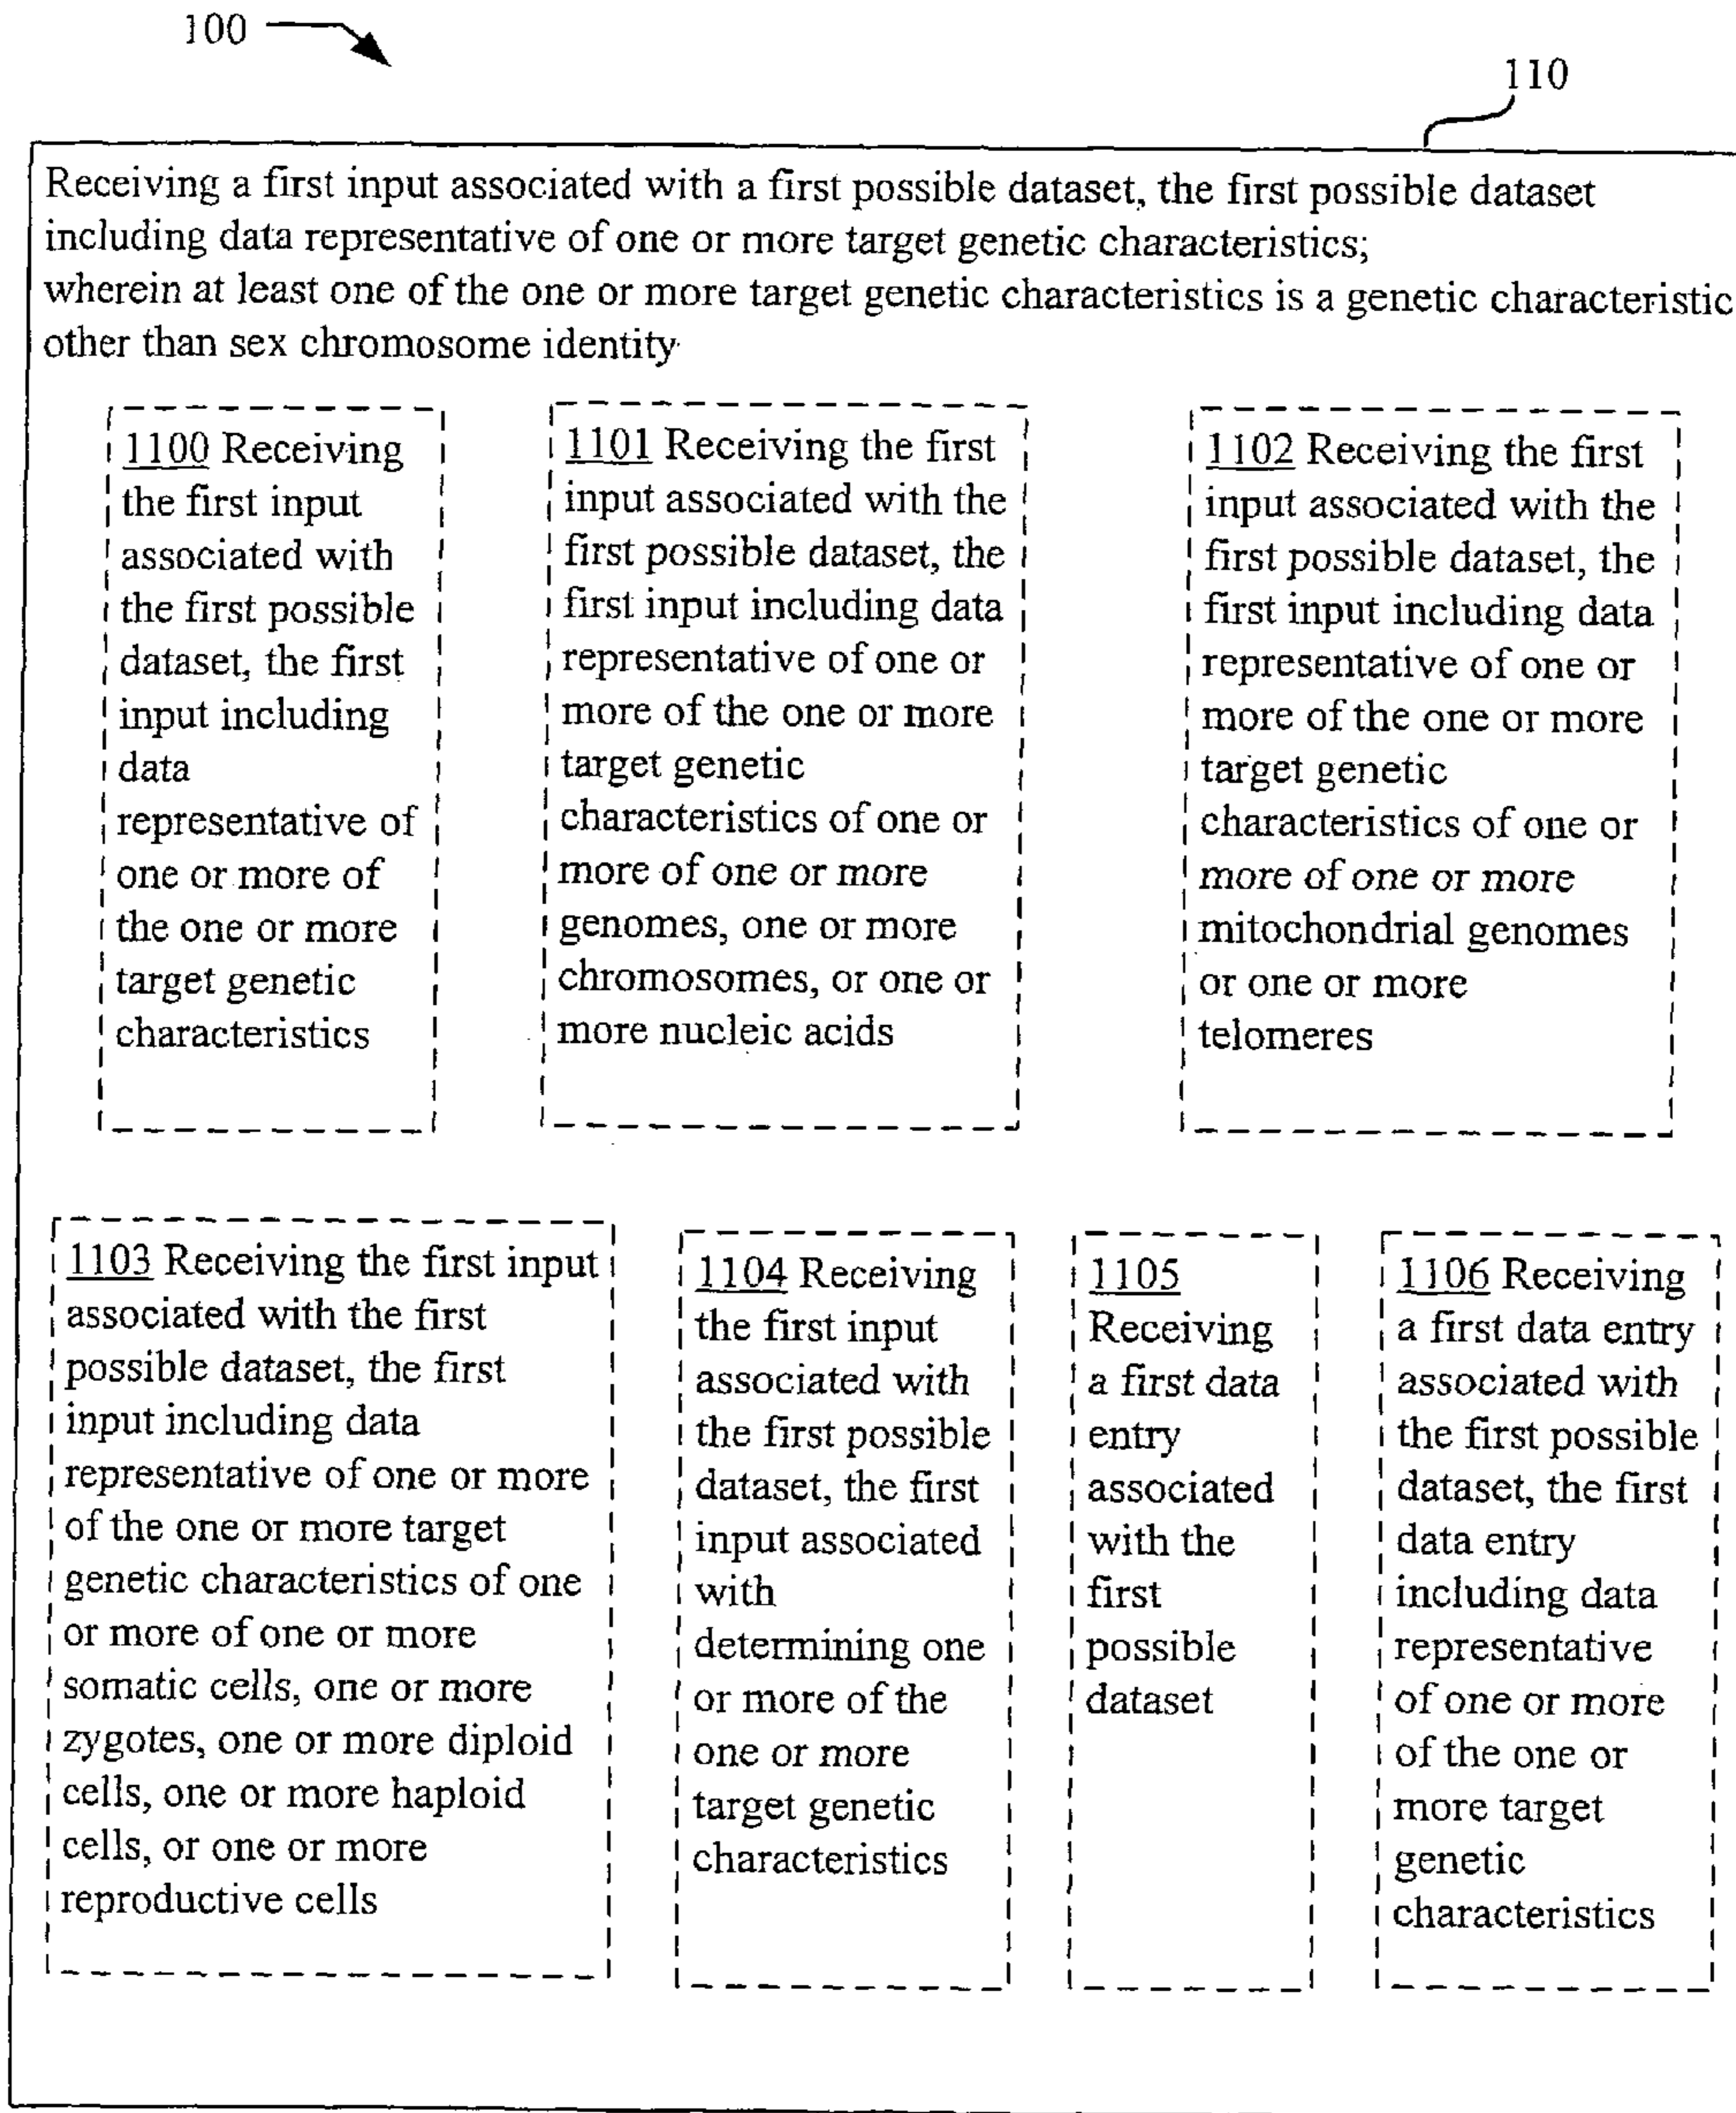 100
110
Receiving a first input associated with a first possible dataset, the first possible dataset
including data representative of one or more target genetic characteristics;
wherein at least one of the one or more target genetic characteristics is a genetic characteristic
other than sex chromosome identity
1100 Receiving
the first input
associated with
the first possible
dataset, the first
input including
data
representative of
one or more of
the one or more
target genetic
characteristics
1101 Receiving the first
input associated with the
first possible dataset, the
first input including data
representative of one or
more of the one or more
target genetic
characteristics of one or
more of one or more
genomes, one or more
chromosomes, or one or
more nucleic acids
1102 Receiving the first
input associated with the
first possible dataset, the
first input including data
representative of one or
more of the one or more
target genetic
characteristics of one or
more of one or more
mitochondrial genomes
or one or more
telomeres
1103 Receiving the first input
associated with the first
possible dataset, the first
input including data
representative of one or more
of the one or more target
genetic characteristics of one
or more of one or more
somatic cells, one or more
zygotes, one or more diploid
cells, one or more haploid
cells, or one or more
reproductive cells
1104 Receiving
the first input
associated with
the first possible
dataset, the first
input associated
with
determining one
or more of the
one or more
target genetic
characteristics
1105
Receiving
a first data
entry
associated
with the
first
possible
dataset
1106 Receiving
a first data entry
associated with
the first possible
dataset, the first
data entry
including data
representative
of one or more
of the one or
more target
genetic
characteristics